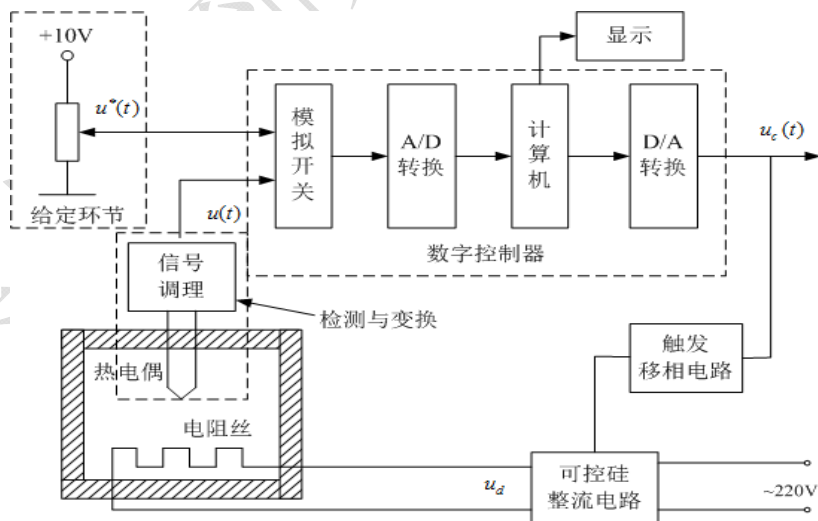 +10V
u*(t)
给定环节
显示
模拟开关
A/D
转换
计算机
D/A
转换
u_c(t)
u(t)
数字控制器
信号
调理
检测与变换
热电偶
触发
移相电路
电阻丝
u_d
可控硅
整流电路
~220V